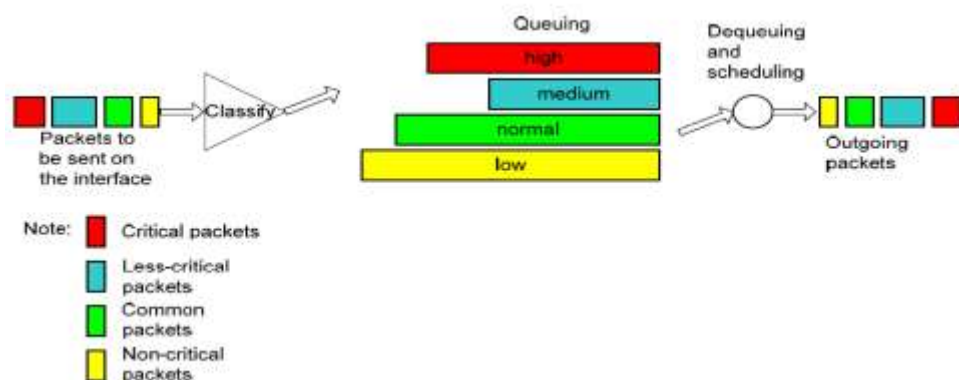 Queuing
Dequeuing
and
scheduling
high
medium
normal
low
Classify
Packets to
be sent on
the interface
Outgoing
packets
Note:
Critical packets
Less-critical
packets
Common
packets
Non-critical
packets